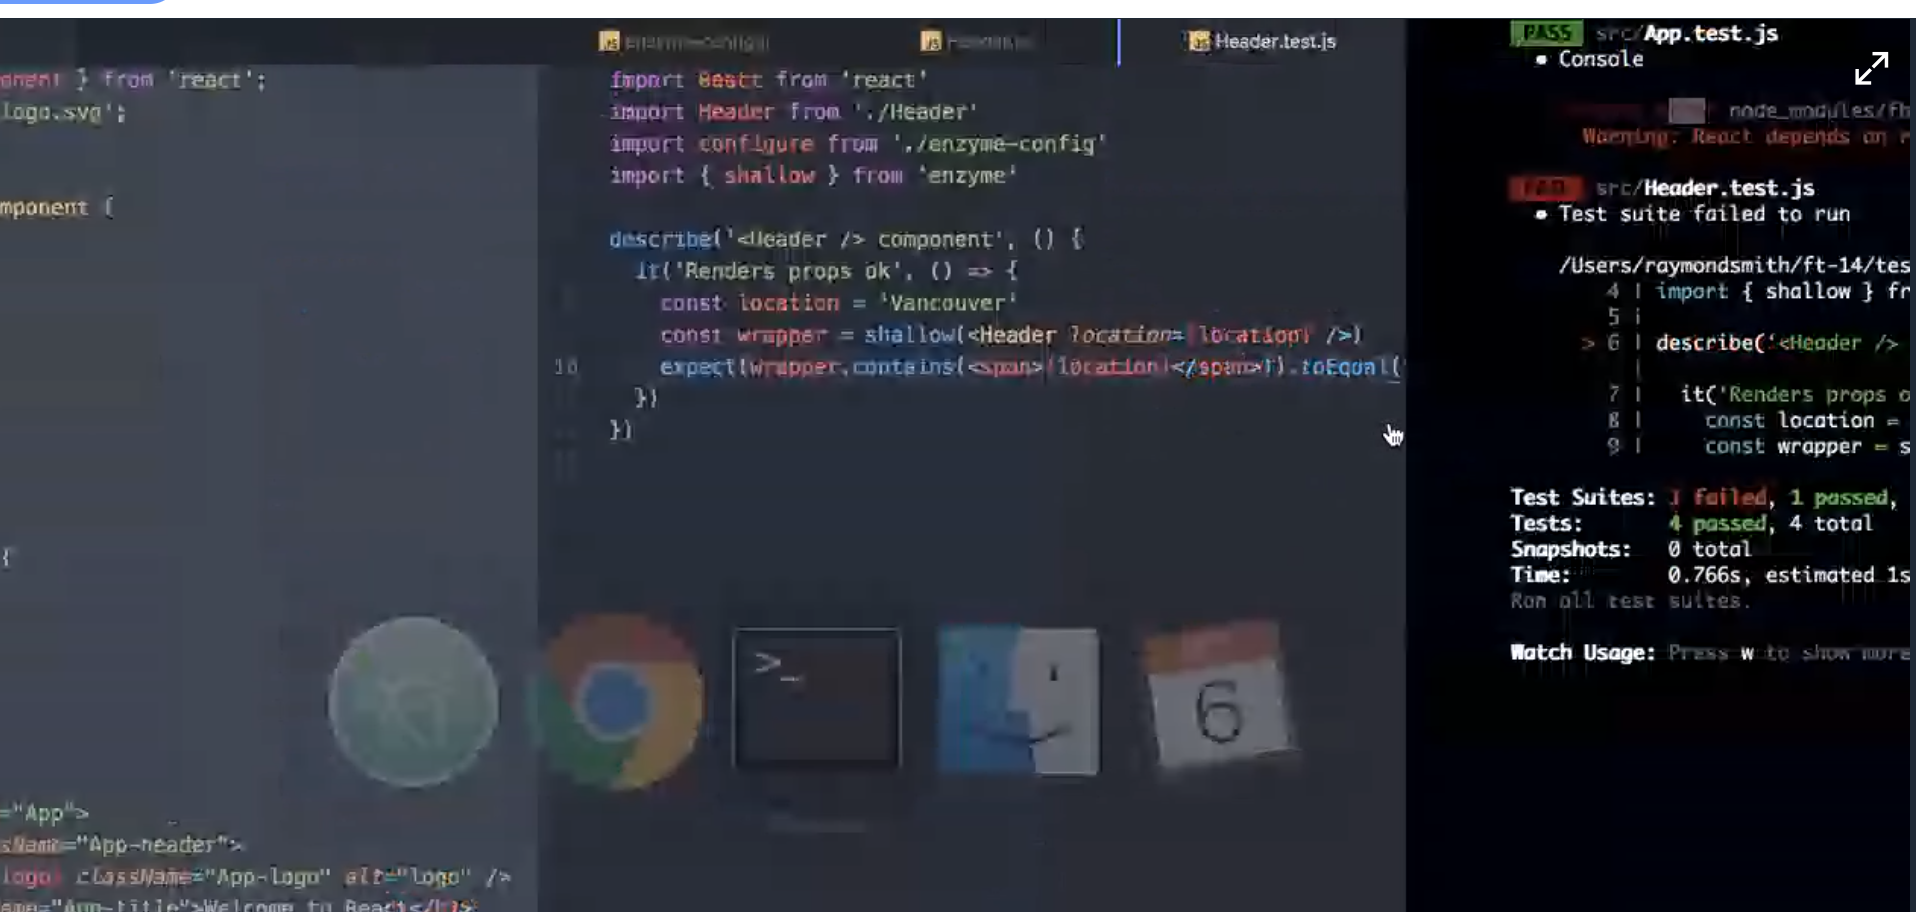 Header.test.js
} from 'react';
logo.svg';
mponent {
{
="App">
sName="App-header">
logo} className="App-logo" alt="logo" />
ame="App-title">Welcome to React</h1>
import React from 'react'
import Header from './Header'
import configure from './enzyme-config'
import { shallow } from 'enzyme'
describe('<Header /> component', () {
it('Renders props ok', () => {
const location = 'Vancouver'
const wrapper = shallow(<Header location={location} />)
10 expect(wrapper.contains(<span>{location}</span>)).toEqual(
})
})
PASS src/App.test.js
• Console
node_modules/fb
Warning: React depends on r
FAIL src/Header.test.js
• Test suite failed to run
/Users/raymondsmith/ft-14/tes
4 | import { shallow } fr
5 |
> 6 | describe('<Header />
|
7 | it('Renders props o
8 | const location =
9 | const wrapper = s
Test Suites: 1 failed, 1 passed,
Tests: 4 passed, 4 total
Snapshots: 0 total
Time: 0.766s, estimated 1s
Ran all test suites.
Watch Usage: Press w to show more
>_
6